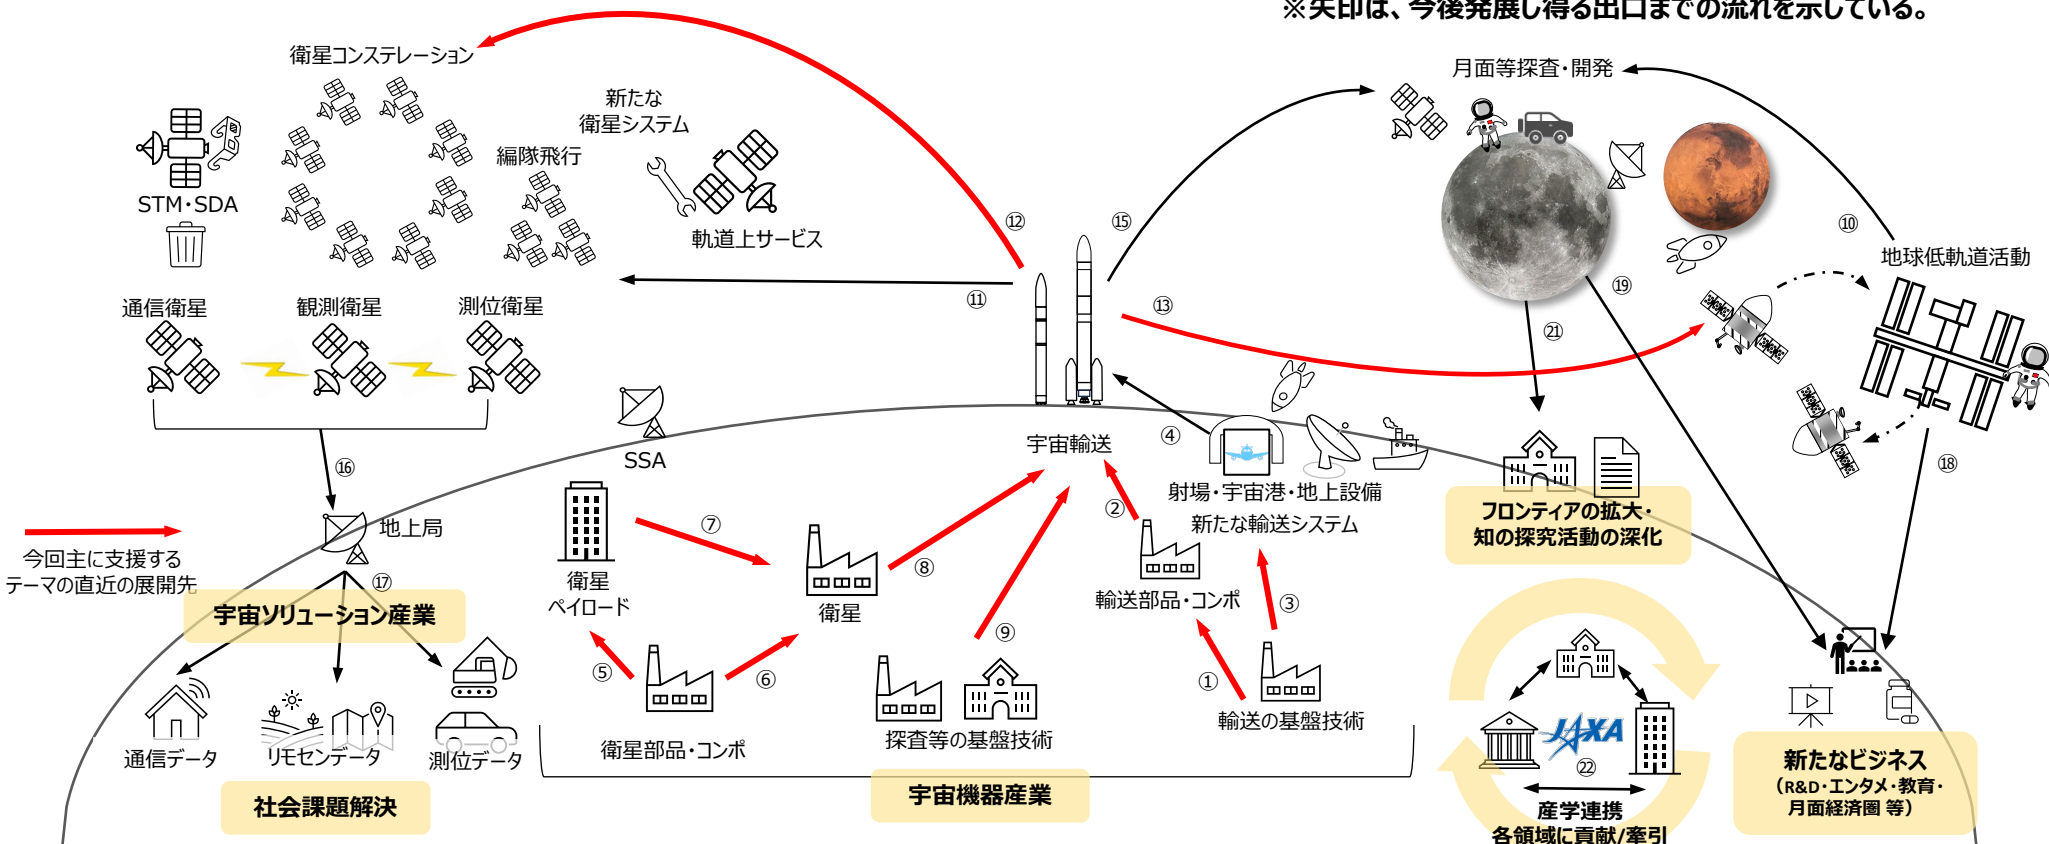 ※矢印は、今後発展し得る出口までの流れを示している。
衛星コンステレーション
新たな
衛星システム
編隊飛行
STM・SDA
軌道上サービス
月面等探査・開発
地球低軌道活動
⑫
⑮
⑩
⑪
⑬
⑲
㉑
通信衛星
観測衛星
測位衛星
④
⑯
⑱
SSA
宇宙輸送
射場・宇宙港・地上設備
新たな輸送システム
②
⑦
⑧
地上局
今回主に支援する
テーマの直近の展開先
⑰
宇宙ソリューション産業
衛星
ペイロード
衛星
輸送部品・コンポ
③
フロンティアの拡大・
知の探究活動の深化
⑤
⑥
⑨
①
通信データ
リモセンデータ
測位データ
衛星部品・コンポ
探査等の基盤技術
輸送の基盤技術
社会課題解決
宇宙機器産業
JAXA
㉒
産学連携
各領域に貢献/牽引
新たなビジネス
（R&D・エンタメ・教育・
月面経済圏 等）